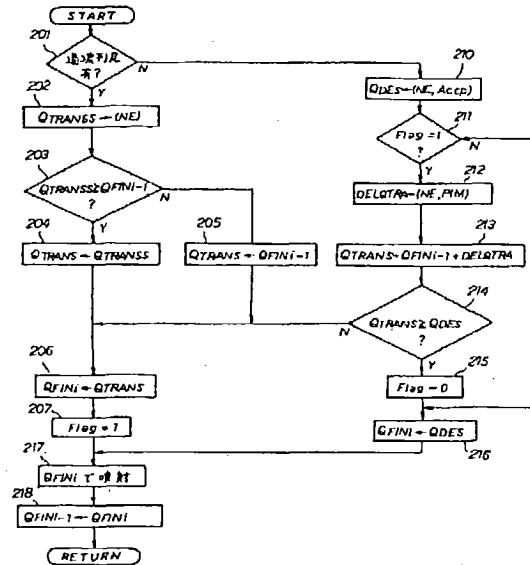 START
201
過渡判定
有?
N
Y
202
QTRANSS←(NE)
203
QTRANSS≧QFINi-1
?
N
Y
204
QTRANS←QTRANSS
205
QTRANS←QFINi-1
210
QDES←(NE, Accp)
211
Flag=1
?
N
Y
212
DELQTRA←(NE, PIM)
213
QTRANS←QFINi-1+DELQTRA
214
QTRANS≧QDES
?
N
Y
215
Flag←0
216
QFINi←QDES
206
QFINi←QTRANS
207
Flag←1
217
QFINiで噴射
218
QFINi-1←QFINi
RETURN